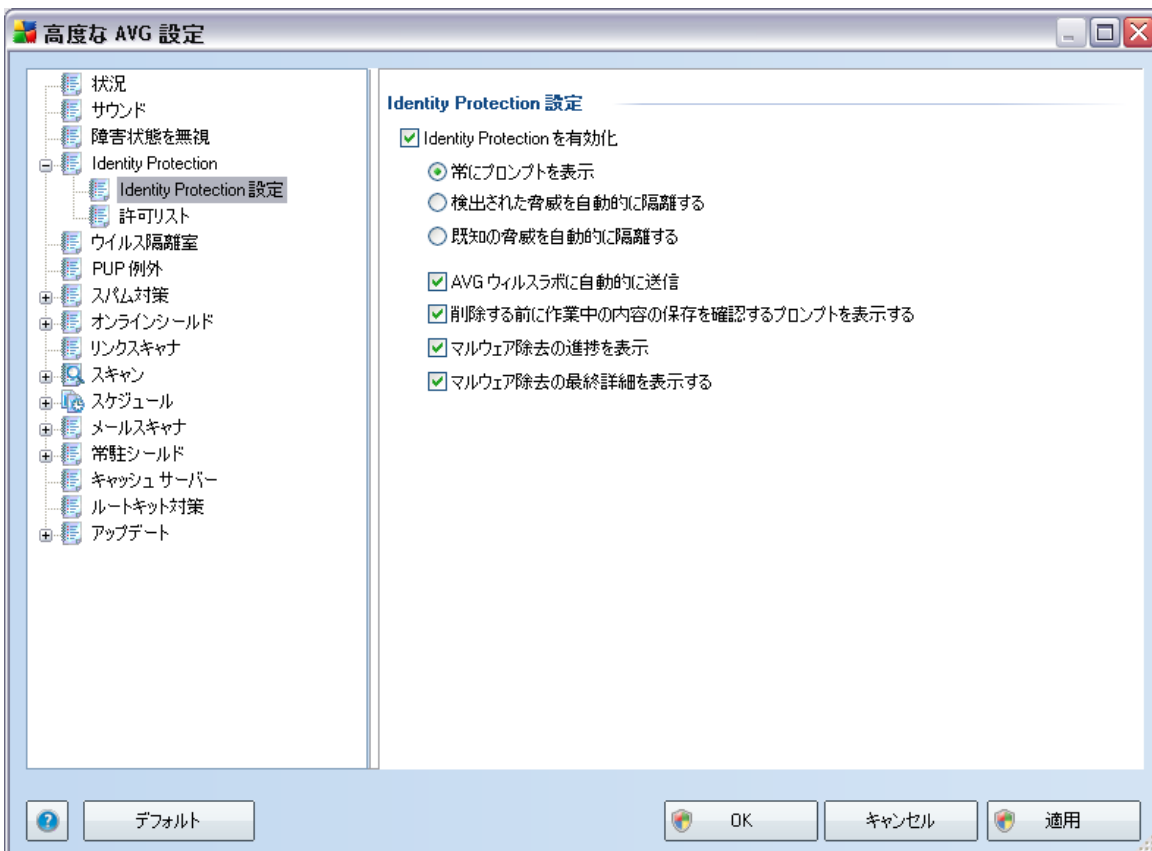 高度な AVG 設定
状況
サウンド
障害状態を無視
Identity Protection
Identity Protection 設定
許可リスト
ウイルス隔離室
PUP 例外
スパム対策
オンラインシールド
リンクスキャナ
スキャン
スケジュール
メールスキャナ
常駐シールド
キャッシュ サーバー
ルートキット対策
アップデート
Identity Protection 設定
Identity Protection を有効化
常にプロンプトを表示
検出された脅威を自動的に隔離する
既知の脅威を自動的に隔離する
AVG ウィルスラボに自動的に送信
削除する前に作業中の内容の保存を確認するプロンプトを表示する
マルウェア除去の進捗を表示
マルウェア除去の最終詳細を表示する
デフォルト
OK
キャンセル
適用